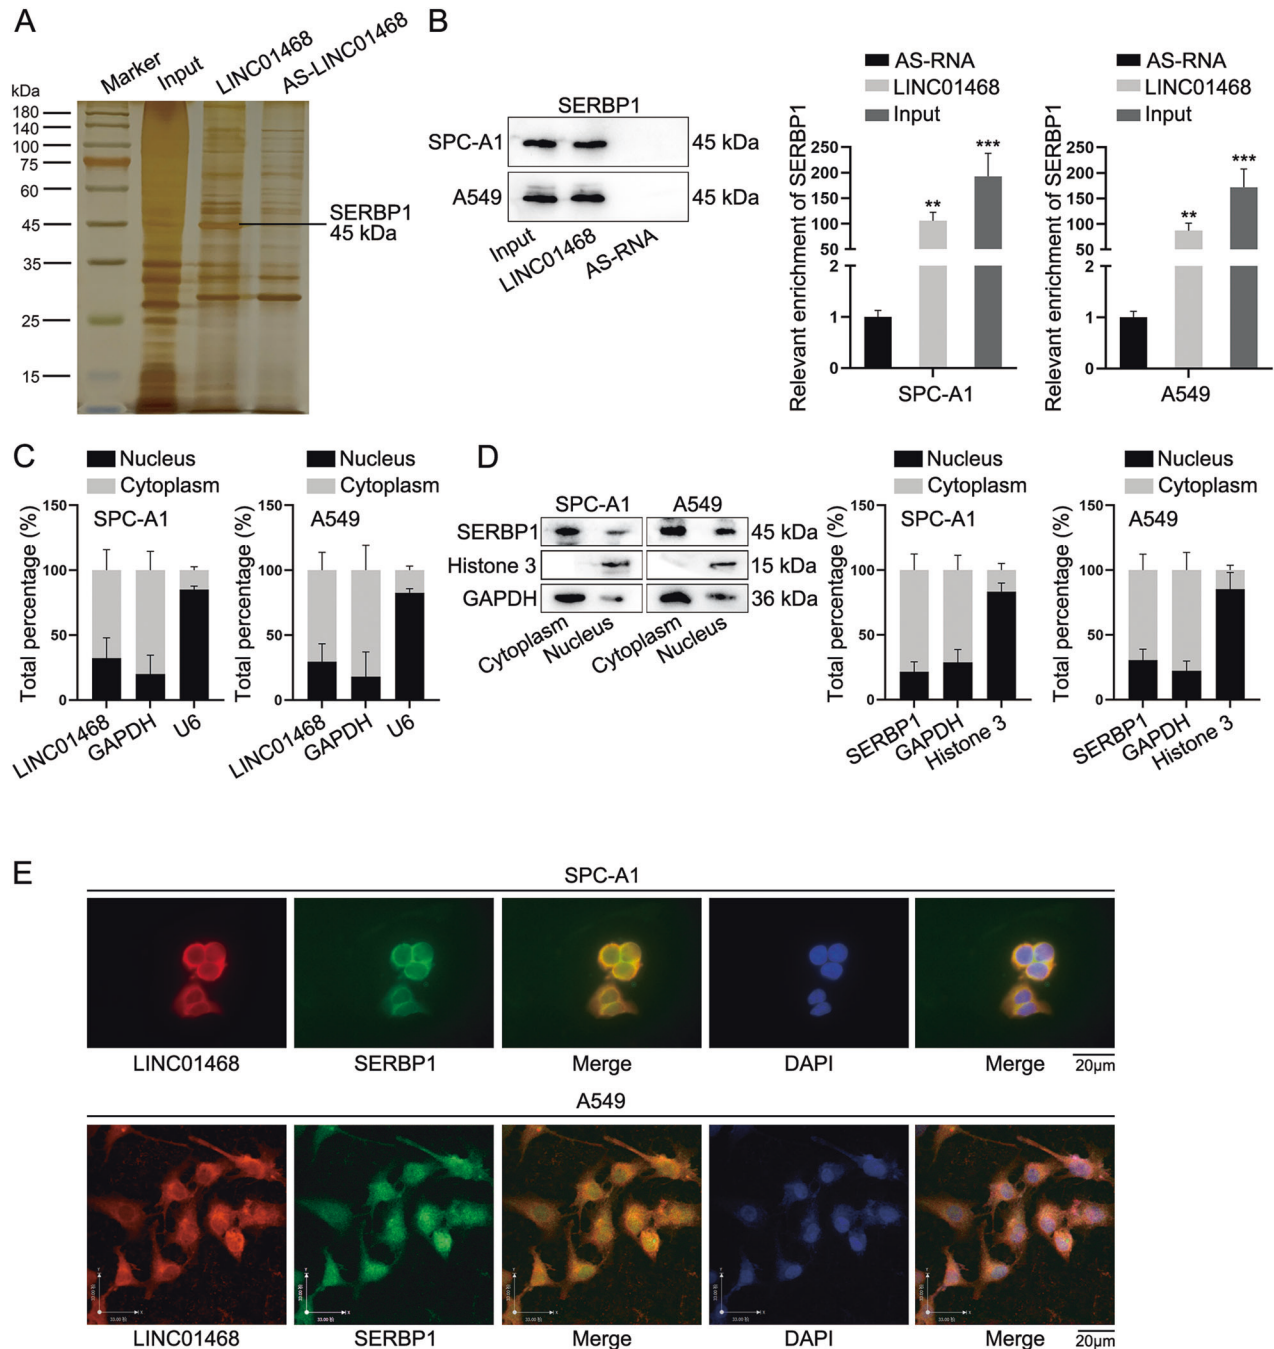 A
Marker
Input
LINC01468
AS-LINC01468
kDa
180
140
100
75
60
45
35
25
15
SERBP1
45 kDa
B
SERBP1
SPC-A1
45 kDa
A549
45 kDa
Input
LINC01468
AS-RNA
AS-RNA
LINC01468
Input
Relevant enrichment of SERBP1
250
200
150
100
50
2
1
0
**
***
SPC-A1
AS-RNA
LINC01468
Input
Relevant enrichment of SERBP1
250
200
150
100
50
2
1
0
**
***
A549
C
Nucleus
Cytoplasm
SPC-A1
Total percentage (%)
150
100
50
0
LINC01468
GAPDH
U6
Nucleus
Cytoplasm
A549
Total percentage (%)
150
100
50
0
LINC01468
GAPDH
U6
D
SPC-A1
A549
SERBP1
45 kDa
Histone 3
15 kDa
GAPDH
36 kDa
Cytoplasm
Nucleus
Cytoplasm
Nucleus
Nucleus
Cytoplasm
SPC-A1
Total percentage (%)
150
100
50
0
SERBP1
GAPDH
Histone 3
Nucleus
Cytoplasm
A549
Total percentage (%)
150
100
50
0
SERBP1
GAPDH
Histone 3
E
SPC-A1
LINC01468
SERBP1
Merge
DAPI
Merge
20μm
A549
LINC01468
SERBP1
Merge
DAPI
Merge
20μm